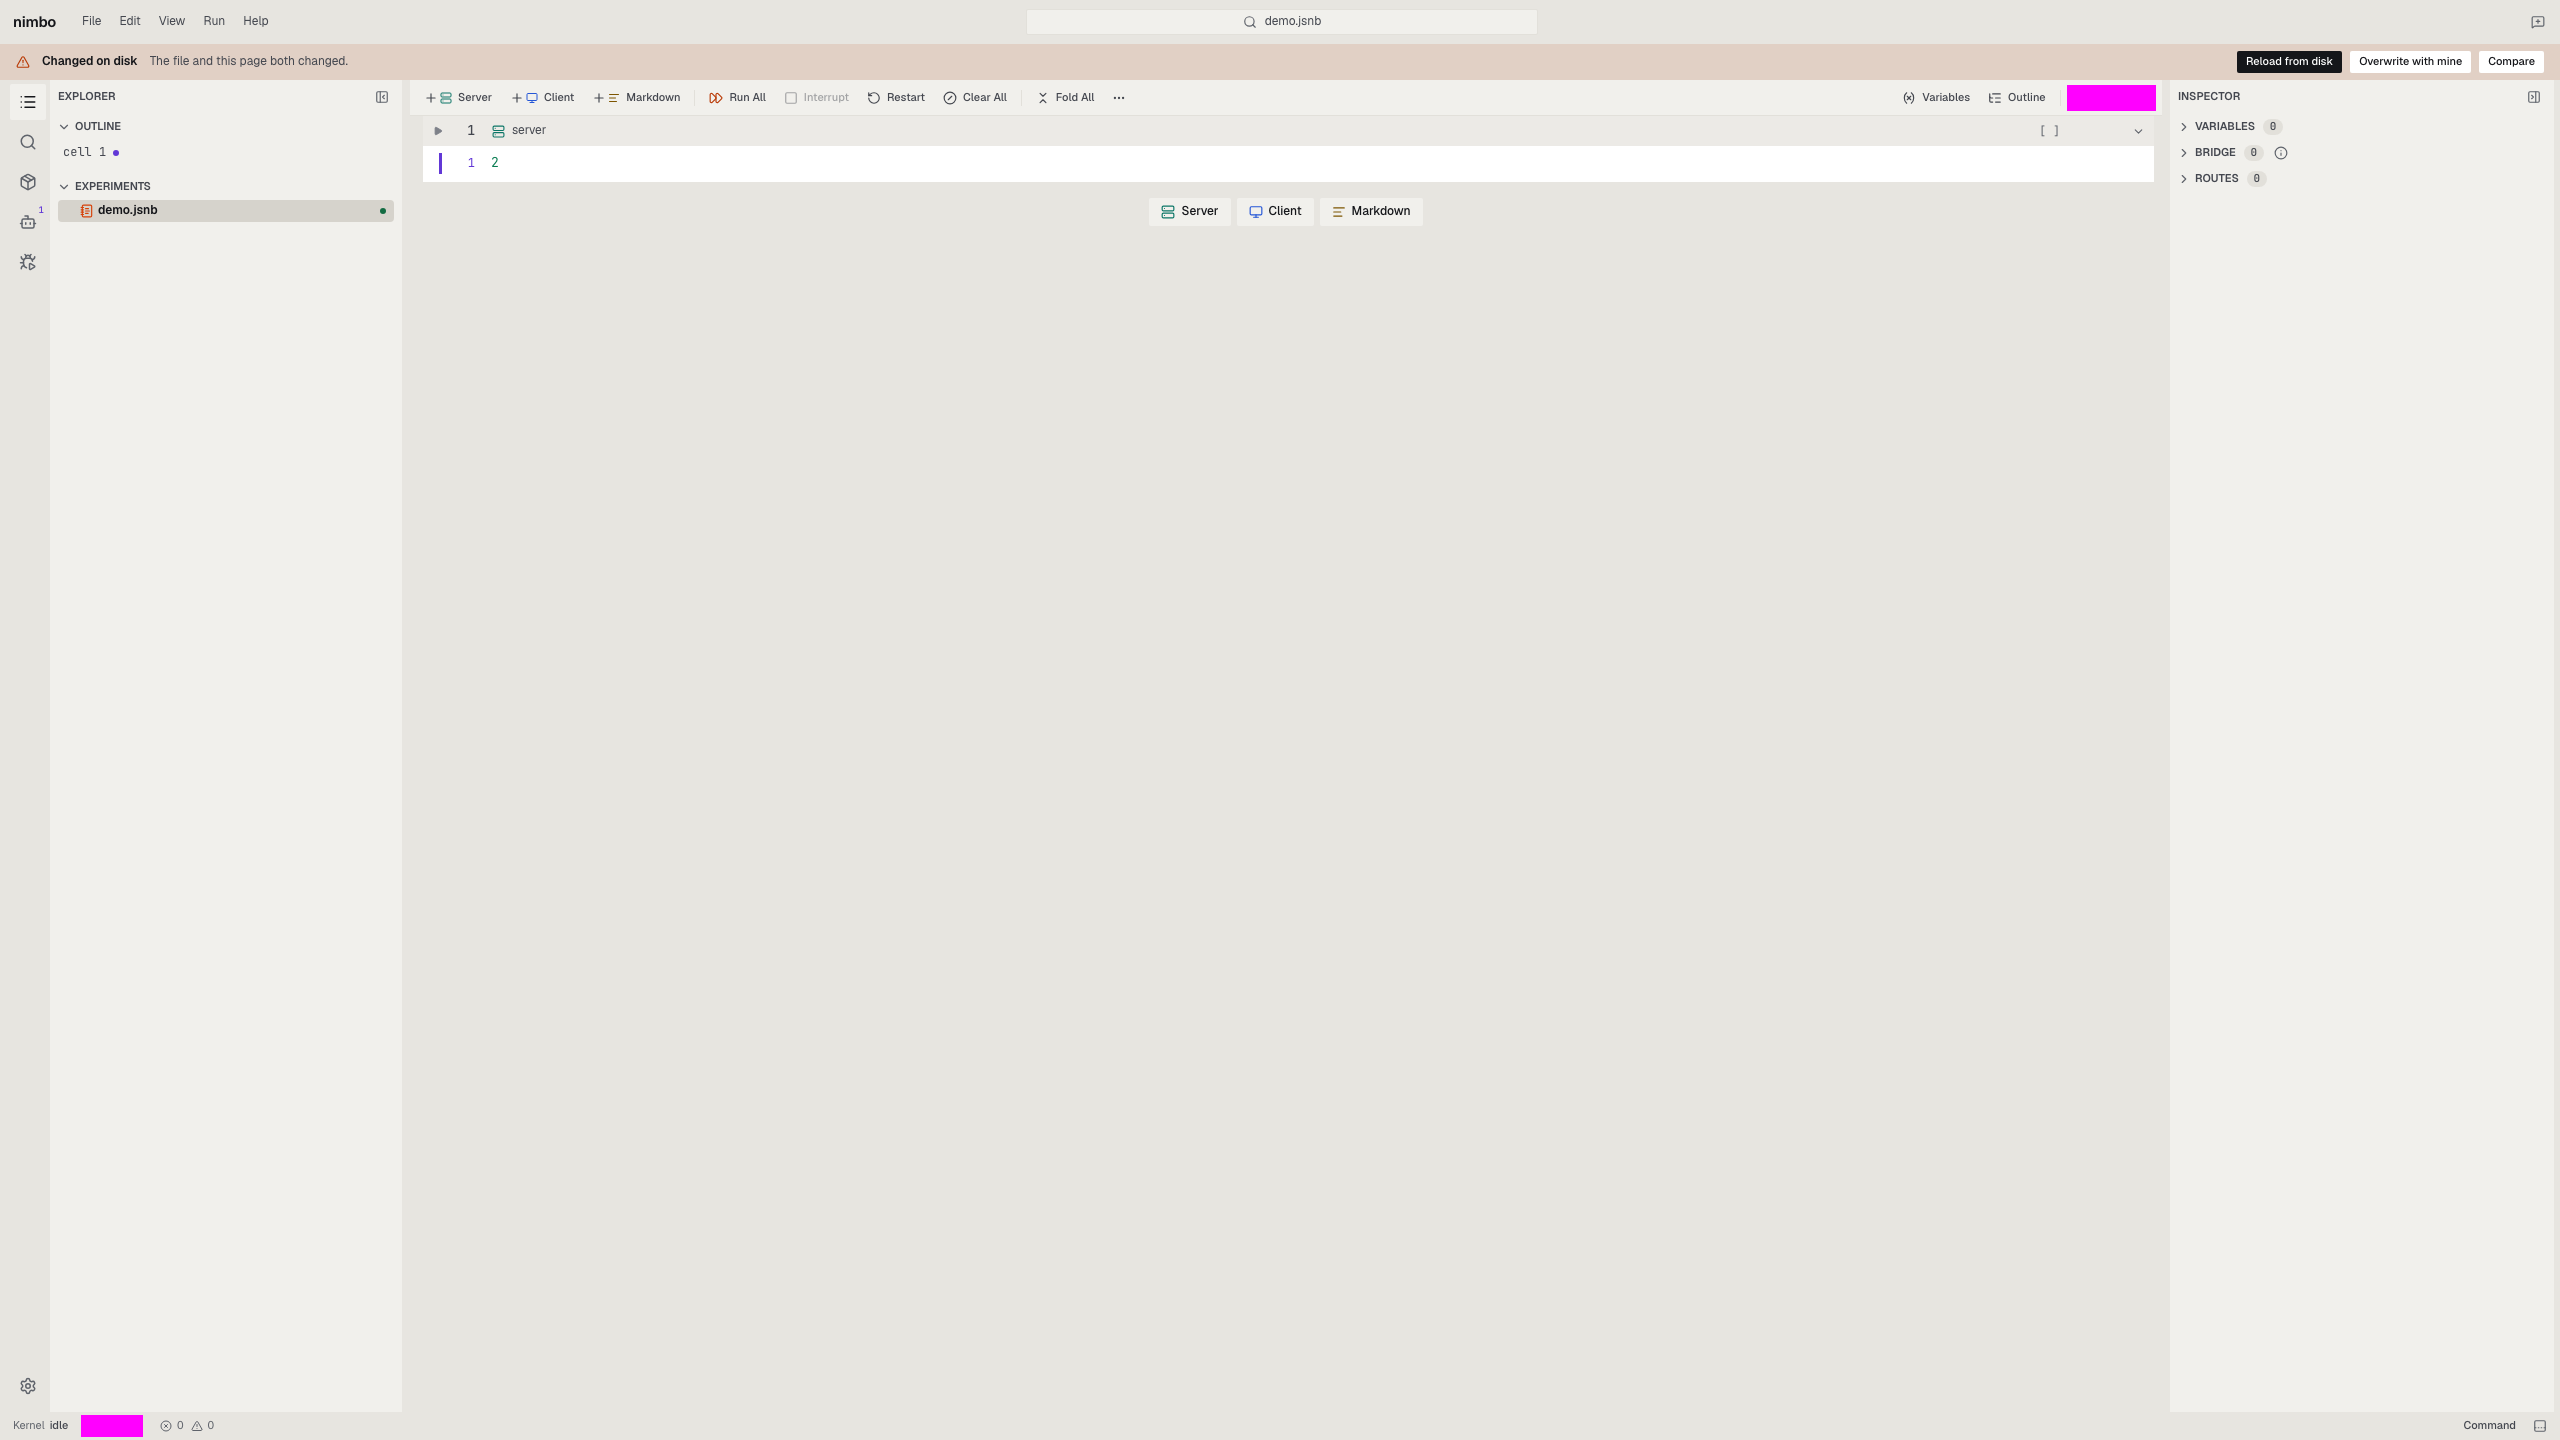 nimbo File Edit View Run Help demo.jsnb
Changed on disk The file and this page both changed. Reload from disk Overwrite with mine Compare
EXPLORER
OUTLINE
cell 1
EXPERIMENTS
demo.jsnb
1
Server Client Markdown Run All Interrupt Restart Clear All Fold All Variables Outline
1 server [ ]
1 2
Server Client Markdown
INSPECTOR
VARIABLES 0
BRIDGE 0
ROUTES 0
Kernel idle 0 0 Command